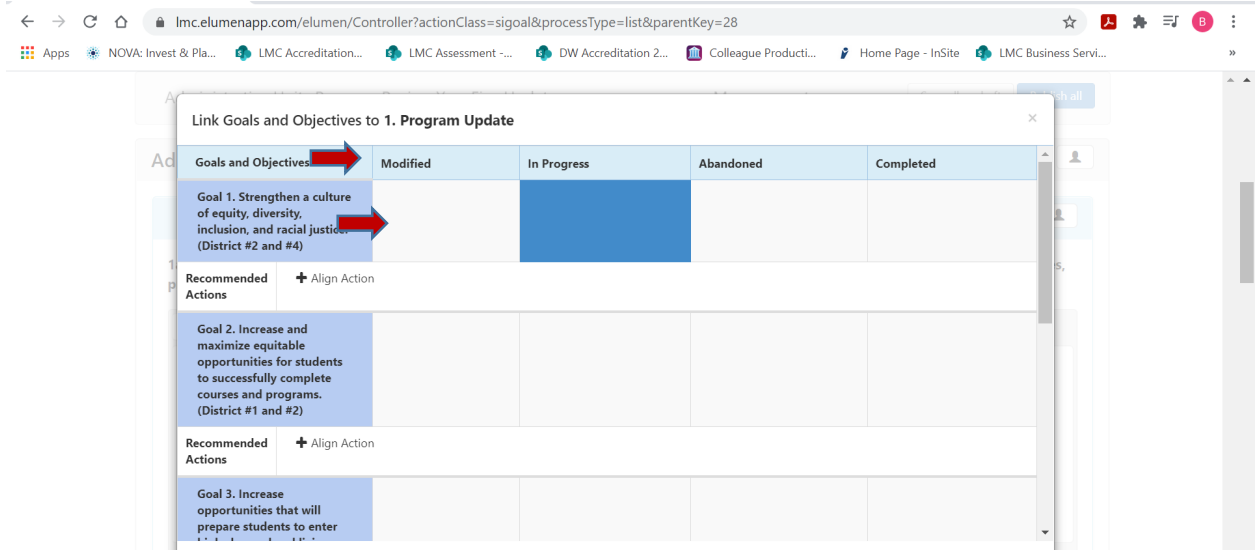 lmc.elumenapp.com/elumen/Controller?actionClass=sigoal&processType=list&parentKey=28
B
Apps NOVA: Invest & Pla... LMC Accreditation... LMC Assessment -... DW Accreditation 2... Colleague Producti... Home Page - InSite LMC Business Servi... »
Link Goals and Objectives to 1. Program Update ×
Goals and Objectives Modified In Progress Abandoned Completed
Goal 1. Strengthen a culture
of equity, diversity,
inclusion, and racial justice.
(District #2 and #4)
Recommended
Actions
+ Align Action
Goal 2. Increase and
maximize equitable
opportunities for students
to successfully complete
courses and programs.
(District #1 and #2)
Recommended
Actions
+ Align Action
Goal 3. Increase
opportunities that will
prepare students to enter